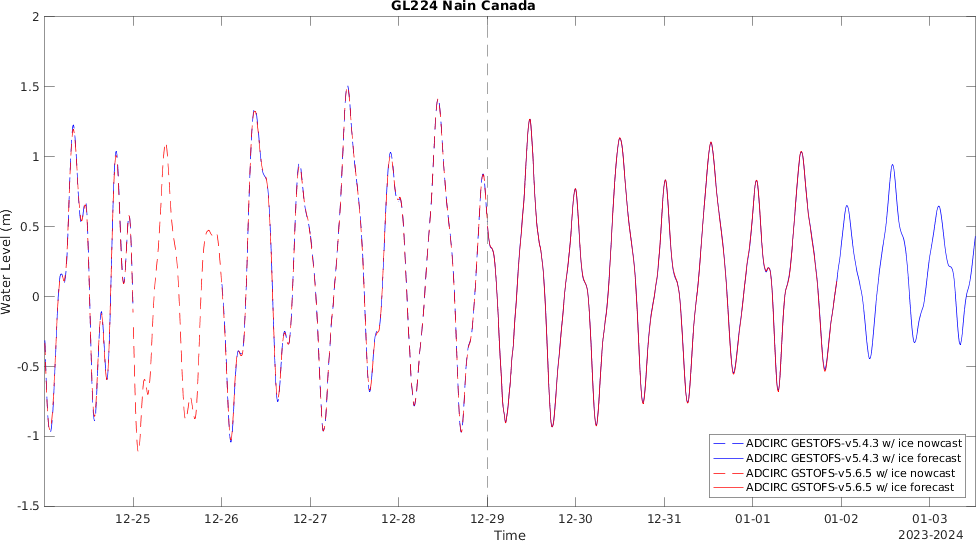 GL224 Nain Canada
Water Level (m)
2
1.5
1
0.5
0
-0.5
-1
-1.5
ADCIRC GESTOFS-v5.4.3 w/ ice nowcast
ADCIRC GESTOFS-v5.4.3 w/ ice forecast
ADCIRC GSTOFS-v5.6.5 w/ ice nowcast
ADCIRC GSTOFS-v5.6.5 w/ ice forecast
12-25 12-26 12-27 12-28 12-29 12-30 12-31 01-01 01-02 01-03
Time
2023-2024